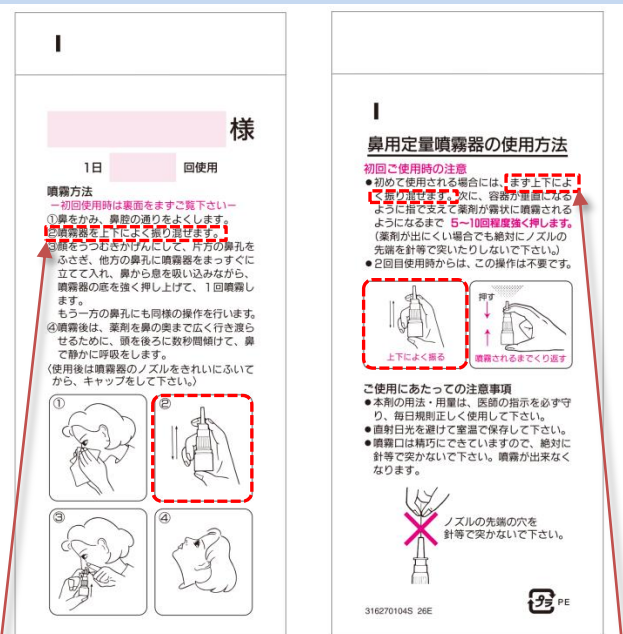 I
様
1日 回使用
噴霧方法
ー初回使用時は裏面をまずご覧下さいー
①鼻をかみ、鼻腔の通りをよくします。
②噴霧器を上下によく振り混ぜます。
③顔をうつむきかげんにして、片方の鼻孔を
ふさぎ、他方の鼻孔に噴霧器をまっすぐに
立てて入れ、鼻から息を吸い込みながら、
噴霧器の底を強く押し上げて、1回噴霧し
ます。
もう一方の鼻孔にも同様の操作を行います。
④噴霧後は、薬剤を鼻の奥まで広く行き渡ら
せるために、頭を後ろに数秒間傾けて、鼻
で静かに呼吸をします。
(使用後は噴霧器のノズルをきれいにふいて
から、キャップをして下さい。)
①
②
③
④
I
鼻用定量噴霧器の使用方法
初回ご使用時の注意
●初めて使用される場合には、まず上下によ
く振り混ぜます。次に、容器が垂直になる
ように指で支えて薬剤が霧状に噴霧される
ようになるまで 5〜10回程度強く押します。
(薬剤が出にくい場合でも絶対にノズルの
先端を針等で突いたりしないで下さい。)
●2回目使用時からは、この操作は不要です。
上下によく振る
押す
噴霧されるまでくり返す
ご使用にあたっての注意事項
●本剤の用法・用量は、医師の指示を必ず守
り、毎日規則正しく使用して下さい。
●直射日光を避けて室温で保存して下さい。
●噴霧口は精巧にできていますので、絶対に
針等で突かないで下さい。噴霧が出来なく
なります。
ノズルの先端の穴を
針等で突かないで下さい。
316270104S 26E
プラ PE